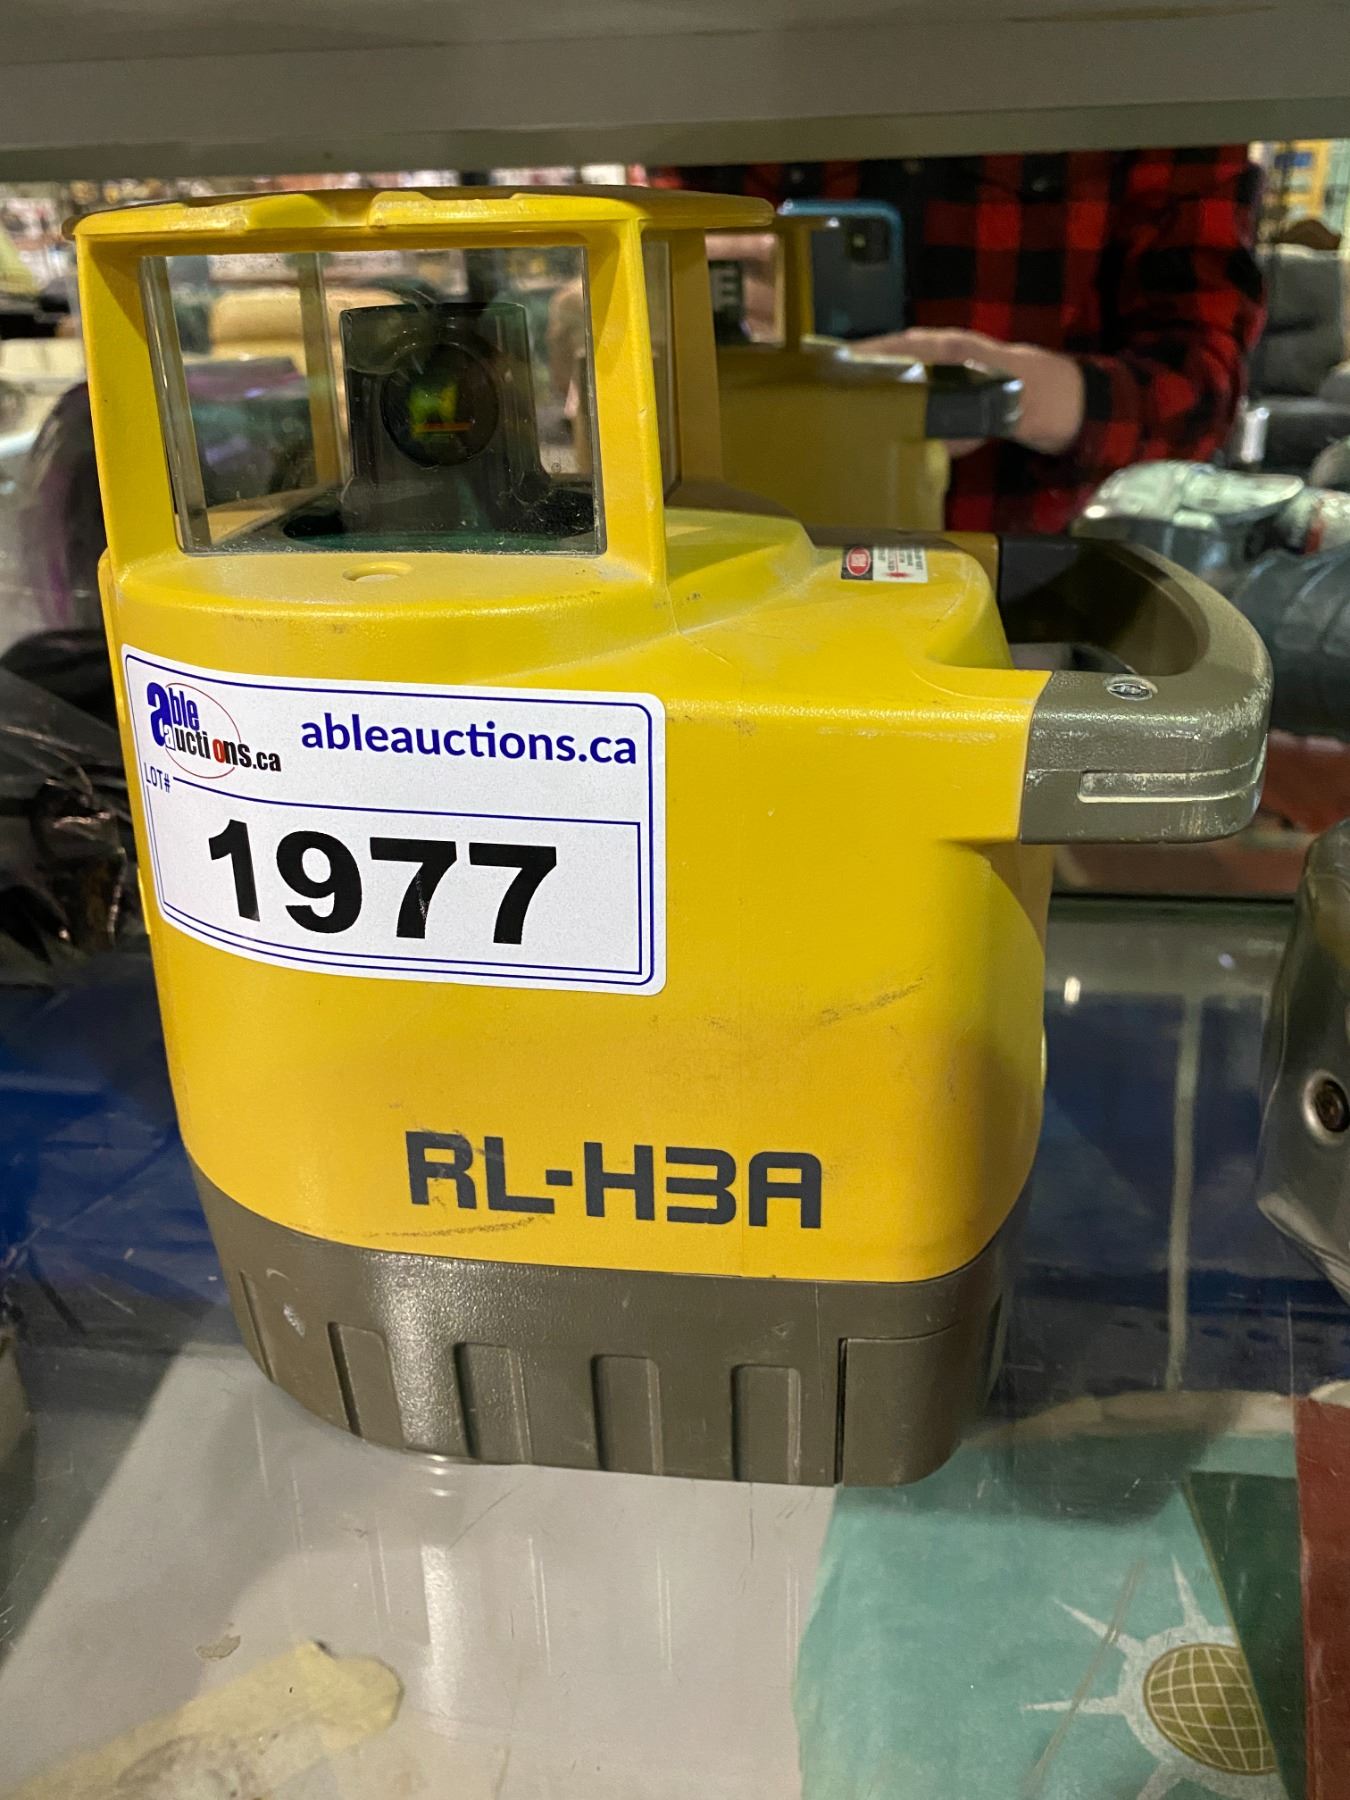 able
auctions.ca
ableauctions.ca
LOT#
1977
RL-H3A